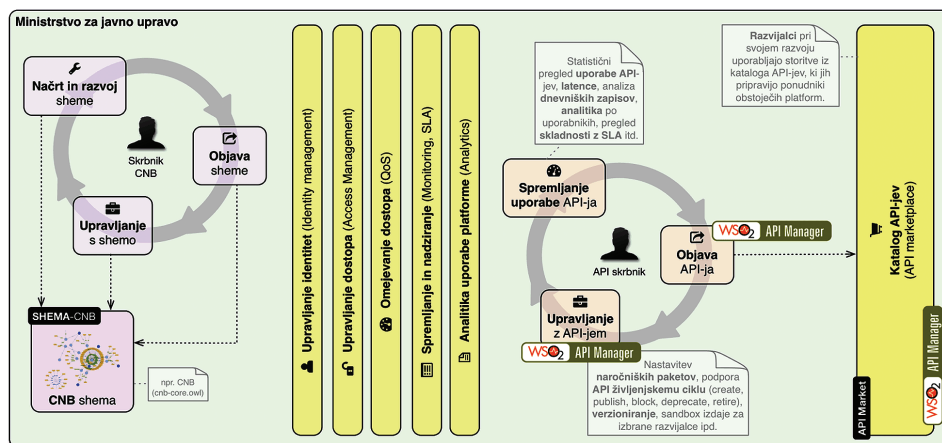 Ministrstvo za javno upravo
Načrt in razvoj
sheme
Skrbnik
CNB
Objava
sheme
Upravljanje
s shemo
SHEMA-CNB
CNB shema
npr. CNB
(cnb-core.owl)
Upravljanje identitet (Identity management)
Upravljanje dostopa (Access Management)
Omejevanje dostopa (QoS)
Spremljanje in nadziranje (Monitoring, SLA)
Analitika uporabe platforme (Analytics)
Statistični
pregled uporabe API-
jev, latence, analiza
dnevniških zapisov,
analitika po
uporabnikih, pregled
skladnosti z SLA itd.
Spremljanje
uporabe API-ja
API skrbnik
WSO2 API Manager
Objava
API-ja
Upravljanje
z API-jem
WSO2 API Manager
Nastavitev
naročniških paketov, podpora
API življenjskemu ciklu (create,
publish, block, deprecate, retire),
verzioniranje, sandbox izdaje za
izbrane razvijalce ipd.
Razvijalci pri
svojem razvoju
uporabljajo storitve iz
kataloga API-jev, ki jih
pripravijo ponudniki
obstoječih platform.
Katalog API-jev
(API marketplace)
API Market
WSO2 API Manager